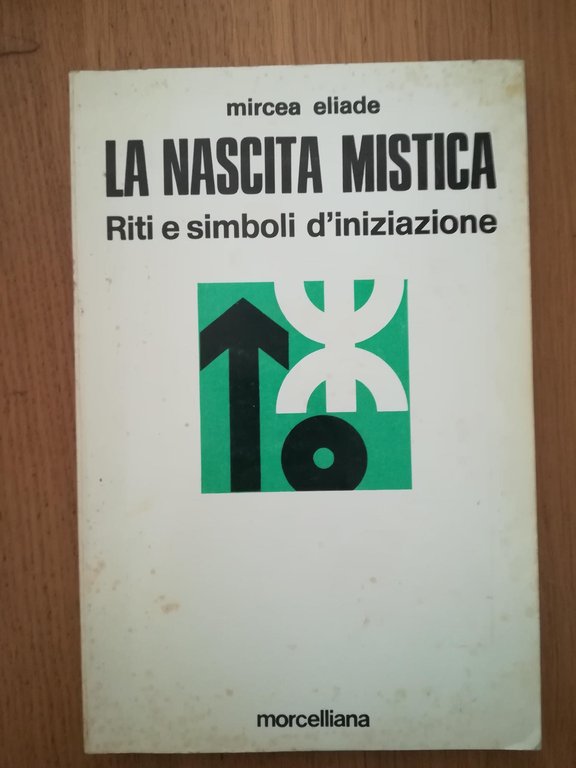 mircea eliade
LA NASCITA MISTICA
Riti e simboli d'iniziazione
morcelliana